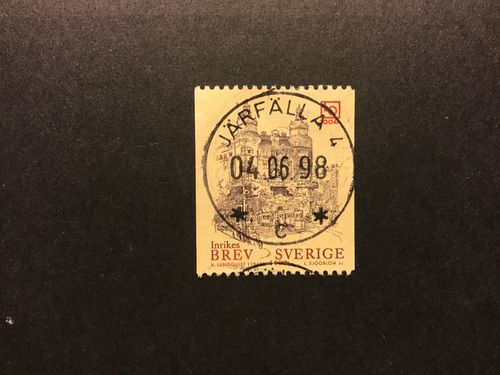 JÄRFÄLLA 4
04.06.98
* C *
Inrikes
BREV SVERIGE